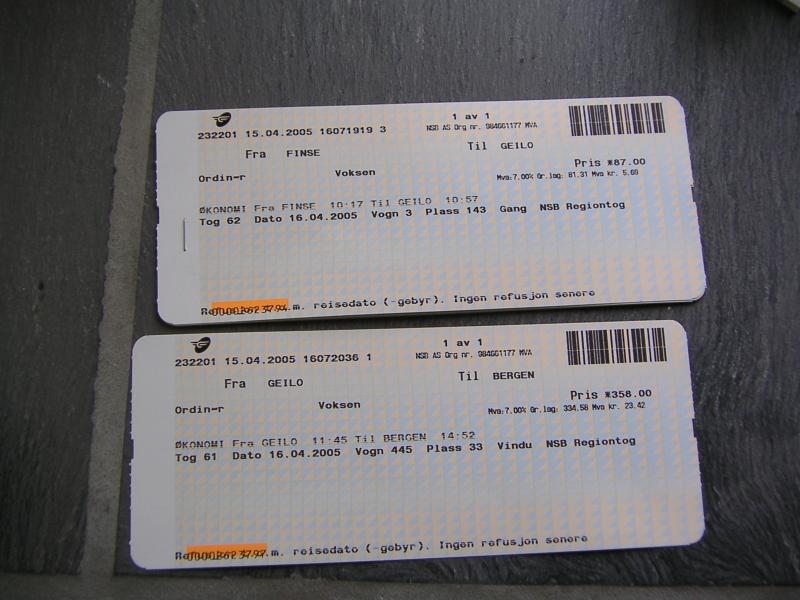 1 av 1
232201 15.04.2005 16071919 3 NSB AS Org nr. 984661177 MVA
Fra FINSE Til GEILO
Pris *87.00
Ordin-r Voksen Mva:7.00% Gr.lag: 81.31 Mva kr. 5.69
ØKONOMI Fra FINSE 10:17 Til GEILO 10:57
Tog 62 Dato 16.04.2005 Vogn 3 Plass 143 Gang NSB Regiontog
m. reisedato (-gebyr). Ingen refusjon senere
1 av 1
232201 15.04.2005 16072036 1 NSB AS Org nr. 984661177 MVA
Fra GEILO Til BERGEN
Pris *358.00
Ordin-r Voksen Mva:7.00% Gr.lag: 334.58 Mva kr. 23.42
ØKONOMI Fra GEILO 11:45 Til BERGEN 14:52
Tog 61 Dato 16.04.2005 Vogn 445 Plass 33 Vindu NSB Regiontog
m. reisedato (-gebyr). Ingen refusjon senere